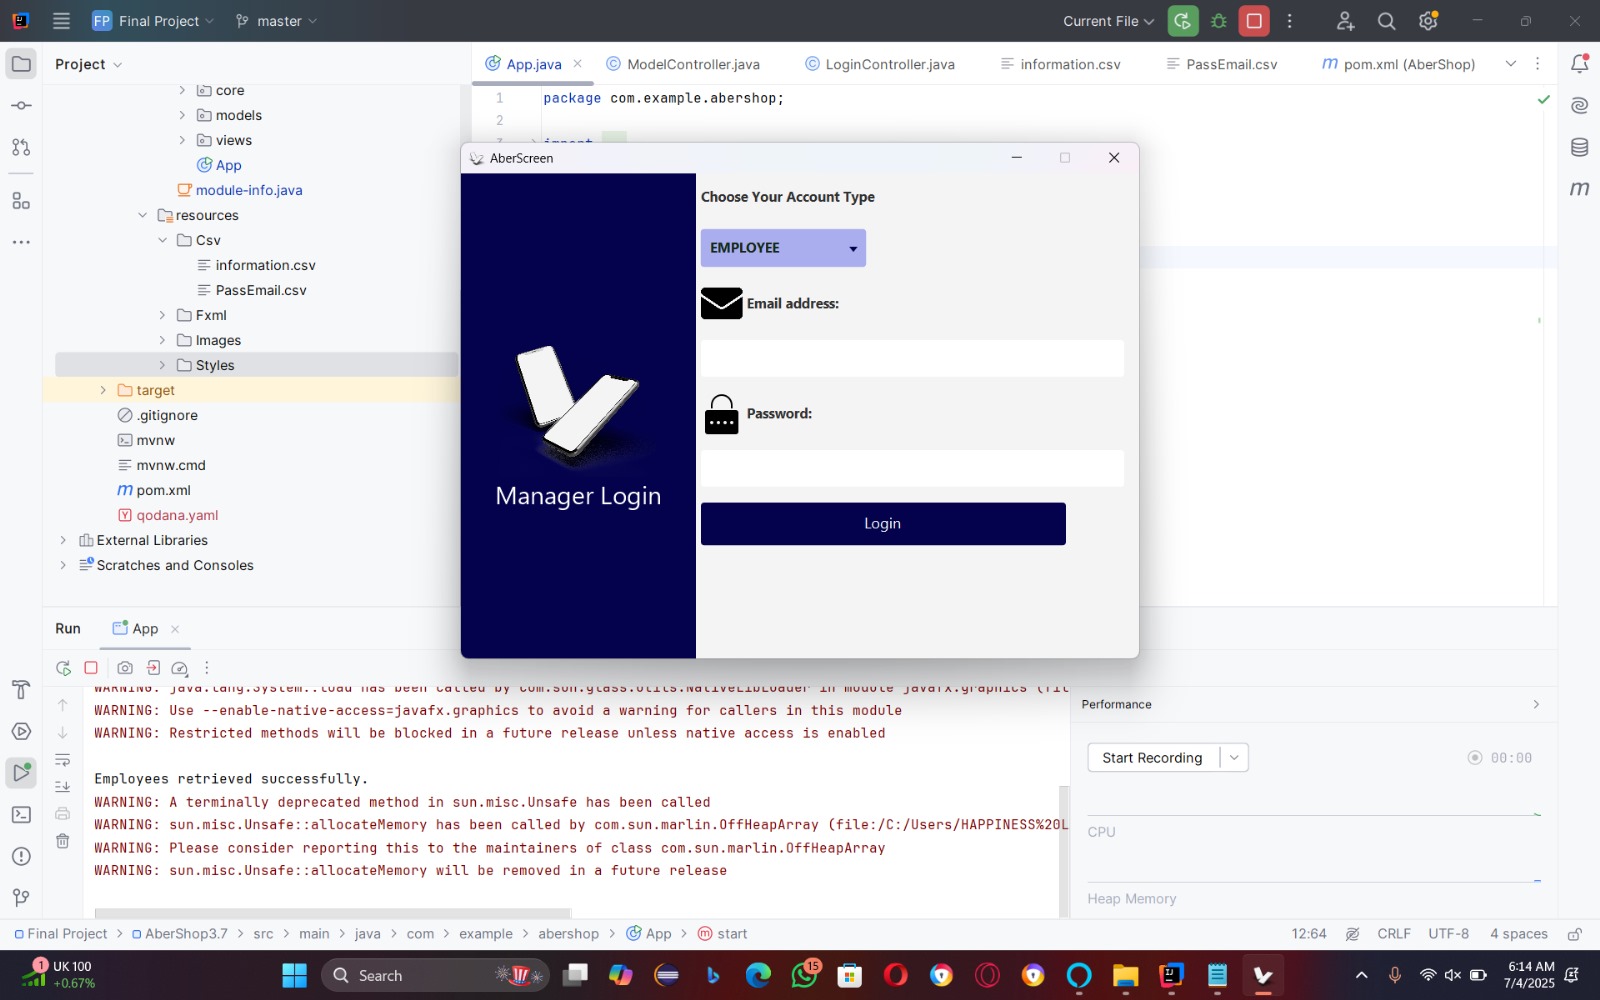 FP Final Project
master
Current File
Project
App.java
ModelController.java
LoginController.java
information.csv
PassEmail.csv
m pom.xml (AberShop)
core
models
views
App
module-info.java
resources
Csv
information.csv
PassEmail.csv
Fxml
Images
Styles
target
.gitignore
mvnw
mvnw.cmd
m pom.xml
qodana.yaml
External Libraries
Scratches and Consoles
1 package com.example.abershop;
2
AberScreen
Manager Login
Choose Your Account Type
EMPLOYEE
Email address:
Password:
Login
Run
App
WARNING: java.lang.System::load has been called by com.sun.glass.utils.NativeLibLoader in module javafx.graphics (fil
WARNING: Use --enable-native-access=javafx.graphics to avoid a warning for callers in this module
WARNING: Restricted methods will be blocked in a future release unless native access is enabled
Employees retrieved successfully.
WARNING: A terminally deprecated method in sun.misc.Unsafe has been called
WARNING: sun.misc.Unsafe::allocateMemory has been called by com.sun.marlin.OffHeapArray (file:/C:/Users/HAPPINESS%20L
WARNING: Please consider reporting this to the maintainers of class com.sun.marlin.OffHeapArray
WARNING: sun.misc.Unsafe::allocateMemory will be removed in a future release
Performance
Start Recording
00:00
CPU
Heap Memory
Final Project > AberShop3.7 > src > main > java > com > example > abershop > App > m start
12:64
CRLF
UTF-8
4 spaces
1
UK 100
+0.67%
Search
15
6:14 AM
7/4/2025